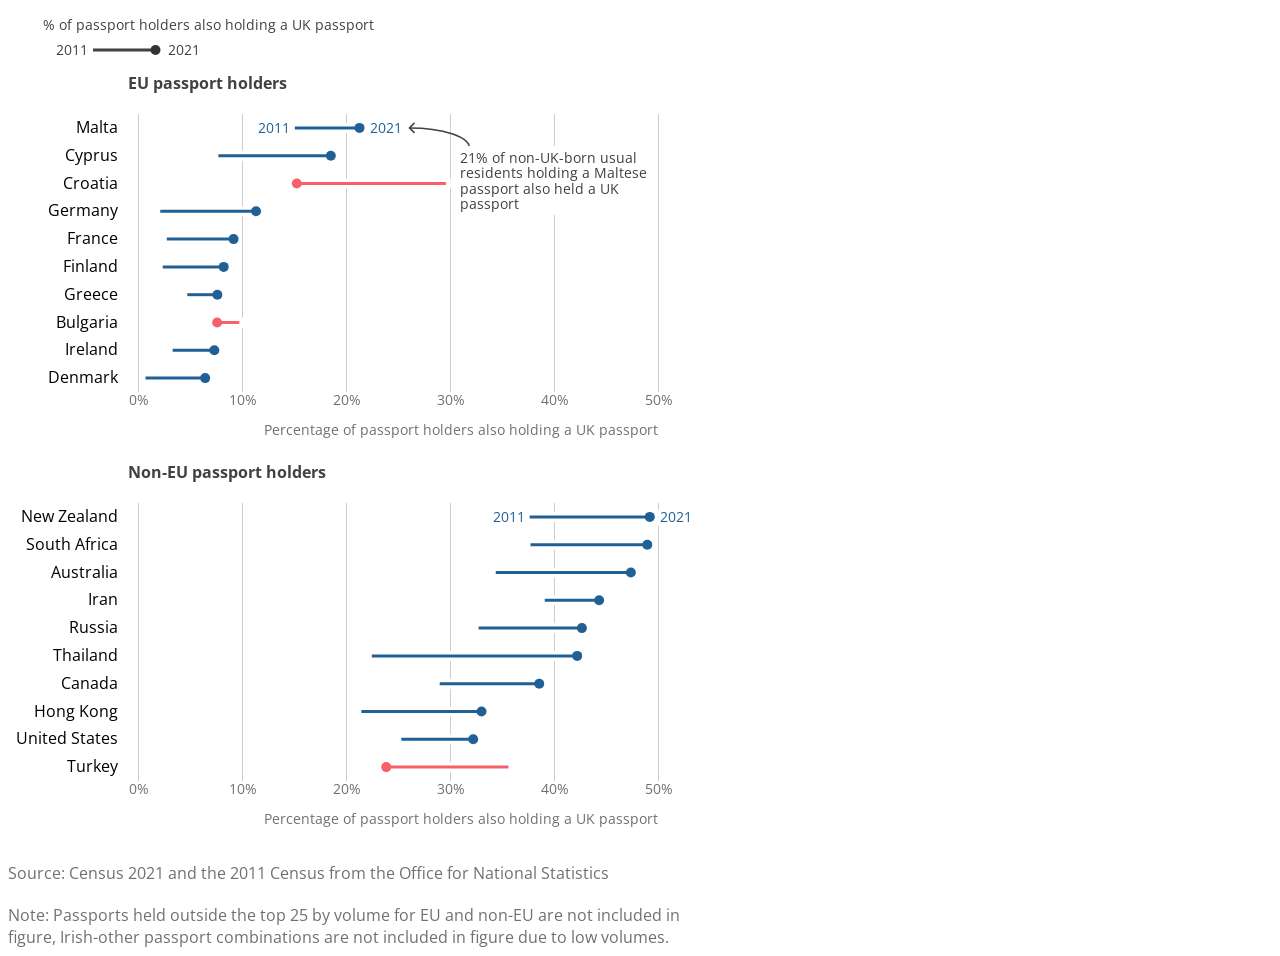 % of passport holders also holding a UK passport
2011 2021
EU passport holders
Malta 2011 2021
Cyprus
21% of non-UK-born usual
residents holding a Maltese
passport also held a UK
passport
Croatia
Germany
France
Finland
Greece
Bulgaria
Ireland
Denmark
0% 10% 20% 30% 40% 50%
Percentage of passport holders also holding a UK passport
Non-EU passport holders
New Zealand 2011 2021
South Africa
Australia
Iran
Russia
Thailand
Canada
Hong Kong
United States
Turkey
0% 10% 20% 30% 40% 50%
Percentage of passport holders also holding a UK passport
Source: Census 2021 and the 2011 Census from the Office for National Statistics
Note: Passports held outside the top 25 by volume for EU and non-EU are not included in
figure, Irish-other passport combinations are not included in figure due to low volumes.